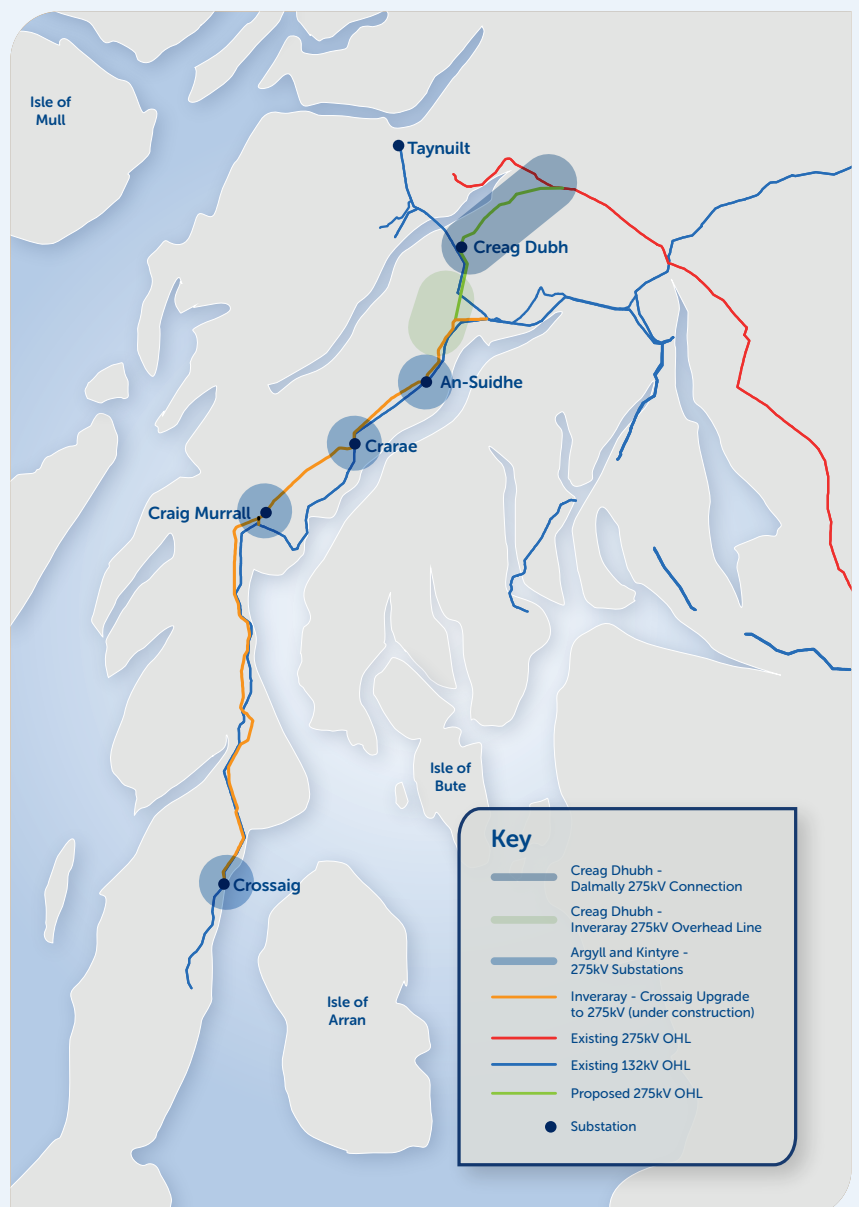 Isle of
Mull
Taynuilt
Creag Dubh
An-Suidhe
Crarae
Craig Murrall
Isle of
Bute
Crossaig
Isle of
Arran
Key
Creag Dhubh -
Dalmally 275kV Connection
Creag Dhubh -
Inveraray 275kV Overhead Line
Argyll and Kintyre -
275kV Substations
Inveraray - Crossaig Upgrade
to 275kV (under construction)
Existing 275kV OHL
Existing 132kV OHL
Proposed 275kV OHL
Substation